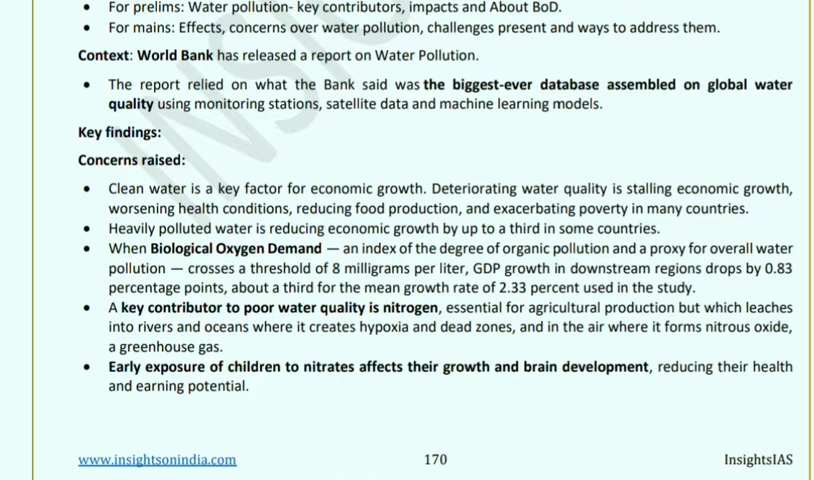 • For prelims: Water pollution- key contributors, impacts and About BoD.
• For mains: Effects, concerns over water pollution, challenges present and ways to address them.
Context: World Bank has released a report on Water Pollution.
• The report relied on what the Bank said was the biggest-ever database assembled on global water
quality using monitoring stations, satellite data and machine learning models.
Key findings:
Concerns raised:
• Clean water is a key factor for economic growth. Deteriorating water quality is stalling economic growth,
worsening health conditions, reducing food production, and exacerbating poverty in many countries.
• Heavily polluted water is reducing economic growth by up to a third in some countries.
• When Biological Oxygen Demand — an index of the degree of organic pollution and a proxy for overall water
pollution — crosses a threshold of 8 milligrams per liter, GDP growth in downstream regions drops by 0.83
percentage points, about a third for the mean growth rate of 2.33 percent used in the study.
• A key contributor to poor water quality is nitrogen, essential for agricultural production but which leaches
into rivers and oceans where it creates hypoxia and dead zones, and in the air where it forms nitrous oxide,
a greenhouse gas.
• Early exposure of children to nitrates affects their growth and brain development, reducing their health
and earning potential.
www.insightsonindia.com 170 InsightsIAS